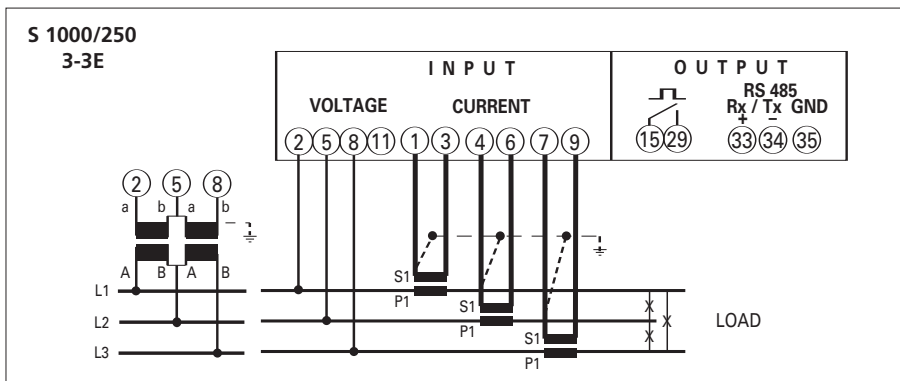 S 1000/250
3-3E
INPUT
OUTPUT
VOLTAGE CURRENT
RS 485
Rx / Tx GND
+ −
2 5 8 11 1 3 4 6 7 9
15 29 33 34 35
2 5 8
a b a b
A B A B
S1
P1
S1
P1
S1
P1
L1
L2
L3
X
X
X
LOAD